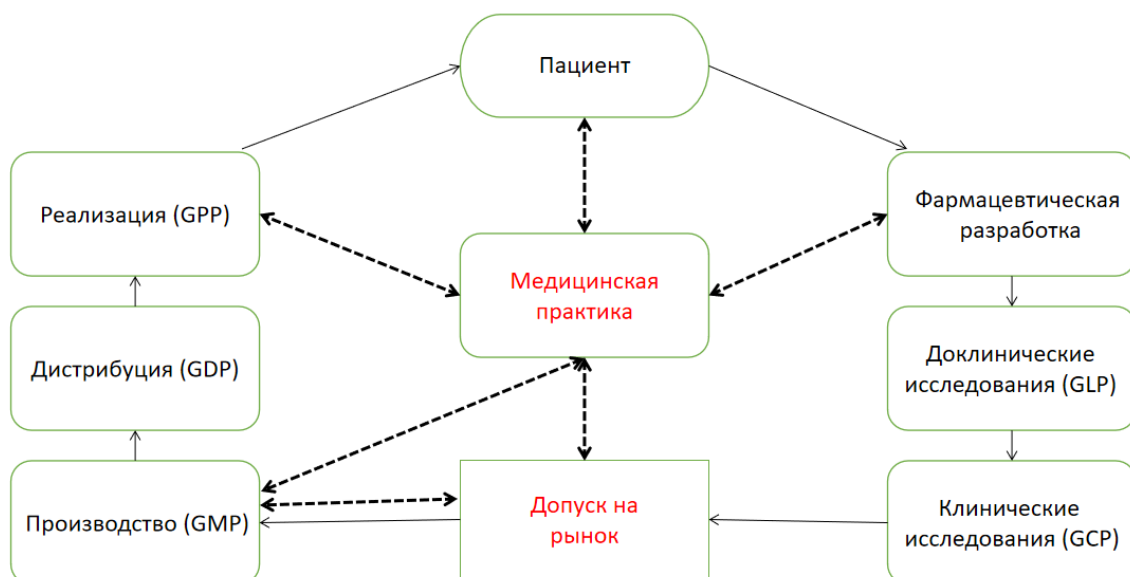 Пациент
Реализация (GPP)
Фармацевтическая
разработка
Медицинская
практика
Дистрибуция (GDP)
Доклинические
исследования (GLP)
Производство (GMP)
Допуск на
рынок
Клинические
исследования (GCP)